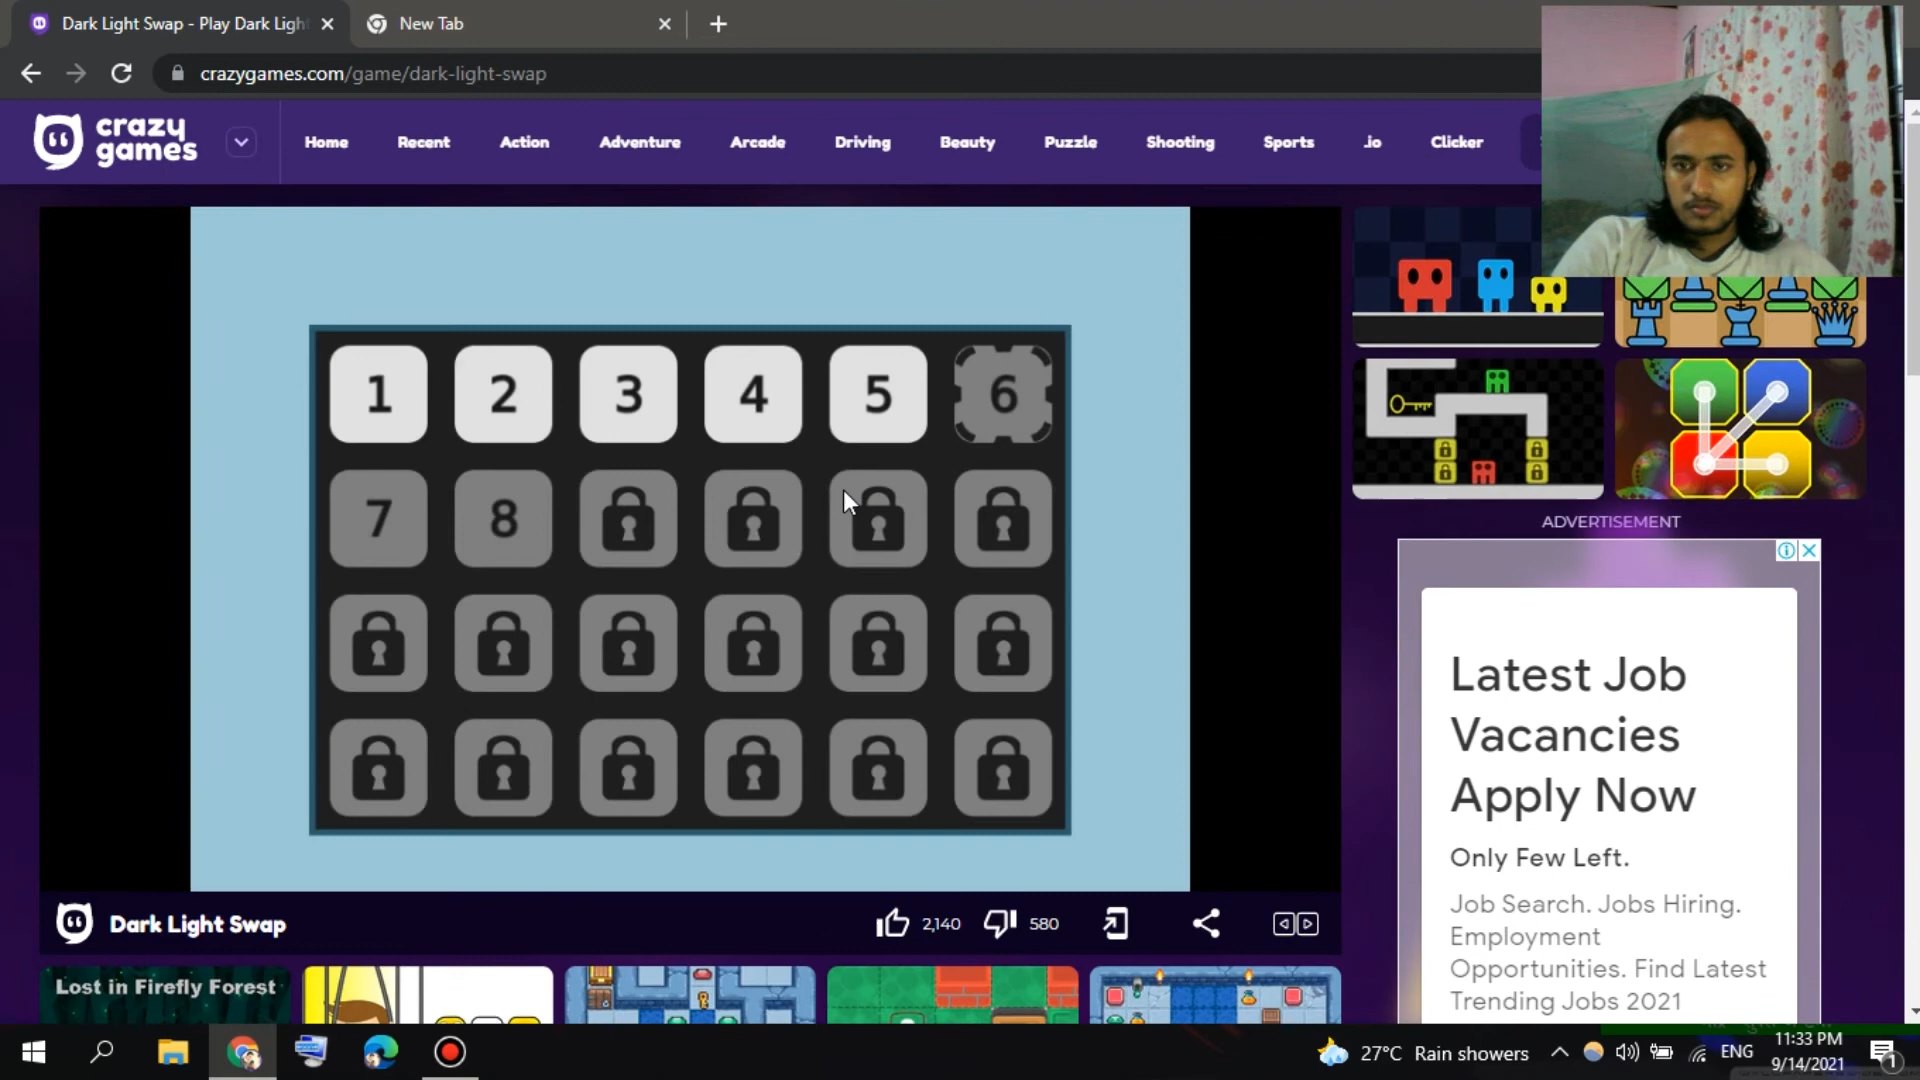 Dark Light Swap - Play Dark Ligh
New Tab
crazygames.com/game/dark-light-swap
crazy
games
Home
Recent
Action
Adventure
Arcade
Driving
Beauty
Puzzle
Shooting
Sports
.io
Clicker
1 2 3 4 5 6
7 8
ADVERTISEMENT
Latest Job
Vacancies
Apply Now
Only Few Left.
Job Search. Jobs Hiring.
Employment
Opportunities. Find Latest
Trending Jobs 2021
Dark Light Swap
2,140
580
Lost in Firefly Forest
27°C Rain showers
ENG
11:33 PM
9/14/2021
1